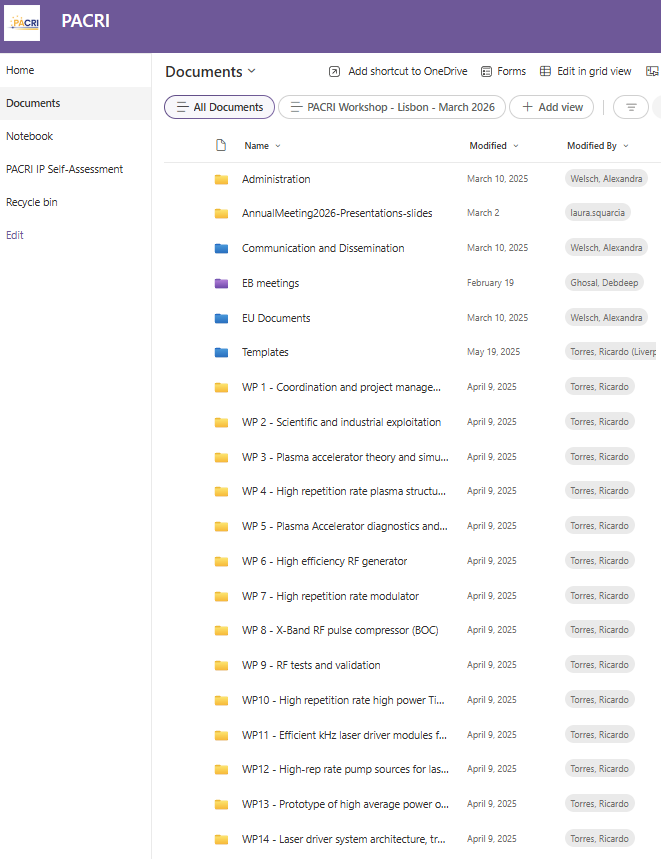 PACRI
PACRI
Home
Documents
Notebook
PACRI IP Self-Assessment
Recycle bin
Edit
Documents
Add shortcut to OneDrive
Forms
Edit in grid view
All Documents
PACRI Workshop - Lisbon - March 2026
Add view
Name Modified Modified By
Administration March 10, 2025 Welsch, Alexandra
AnnualMeeting2026-Presentations-slides March 2 laura.squarcia
Communication and Dissemination March 10, 2025 Welsch, Alexandra
EB meetings February 19 Ghosal, Debdeep
EU Documents March 10, 2025 Welsch, Alexandra
Templates May 19, 2025 Torres, Ricardo (Liverp
WP 1 - Coordination and project manage... April 9, 2025 Torres, Ricardo
WP 2 - Scientific and industrial exploitation April 9, 2025 Torres, Ricardo
WP 3 - Plasma accelerator theory and simu... April 9, 2025 Torres, Ricardo
WP 4 - High repetition rate plasma structu... April 9, 2025 Torres, Ricardo
WP 5 - Plasma Accelerator diagnostics and... April 9, 2025 Torres, Ricardo
WP 6 - High efficiency RF generator April 9, 2025 Torres, Ricardo
WP 7 - High repetition rate modulator April 9, 2025 Torres, Ricardo
WP 8 - X-Band RF pulse compressor (BOC) April 9, 2025 Torres, Ricardo
WP 9 - RF tests and validation April 9, 2025 Torres, Ricardo
WP10 - High repetition rate high power Ti... April 9, 2025 Torres, Ricardo
WP11 - Efficient kHz laser driver modules f... April 9, 2025 Torres, Ricardo
WP12 - High-rep rate pump sources for las... April 9, 2025 Torres, Ricardo
WP13 - Prototype of high average power o... April 9, 2025 Torres, Ricardo
WP14 - Laser driver system architecture, tr... April 9, 2025 Torres, Ricardo